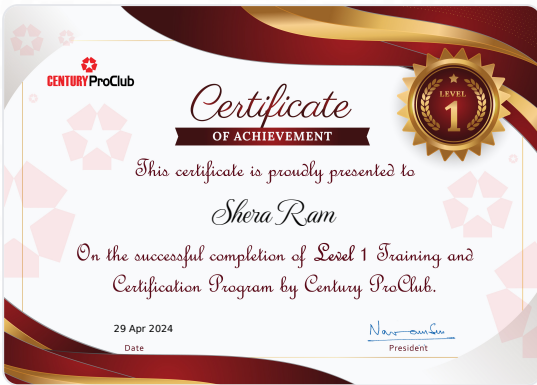 CENTURY ProClub
LEVEL
1
Certificate
OF ACHIEVEMENT
This certificate is proudly presented to
Shera Ram
On the successful completion of Level 1 Training and
Certification Program by Century ProClub.
29 Apr 2024
Date
President